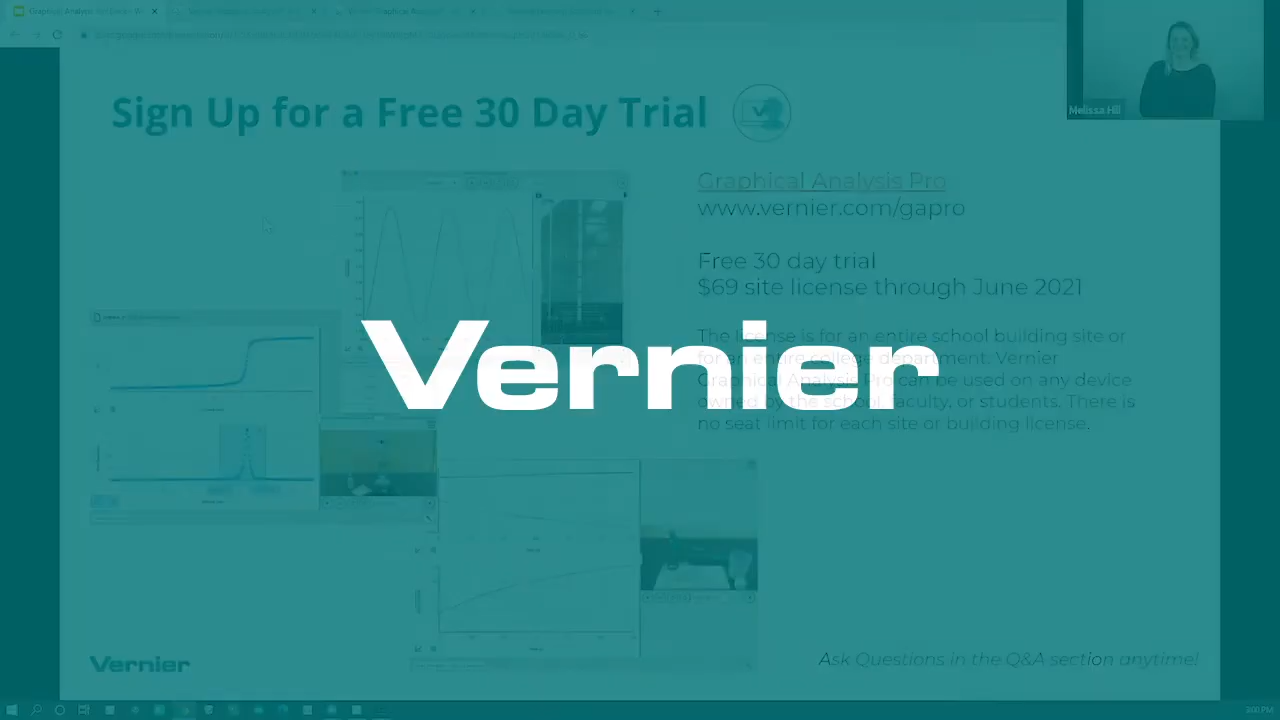 Sign Up for a Free 30 Day Trial
Melissa Hill
Graphical Analysis Pro
www.vernier.com/gapro
Free 30 day trial
$69 site license through June 2021
The license is for an entire school building site or
for an entire college department. Vernier
Graphical Analysis Pro can be used on any device
owned by the school, faculty, or students. There is
no seat limit for each site or building license.
Vernier
Vernier
Ask Questions in the Q&A section anytime!
3:00 PM